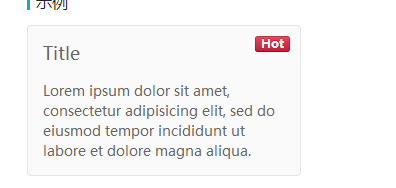 示例
Title
Hot
Lorem ipsum dolor sit amet,
consectetur adipisicing elit, sed do
eiusmod tempor incididunt ut
labore et dolore magna aliqua.